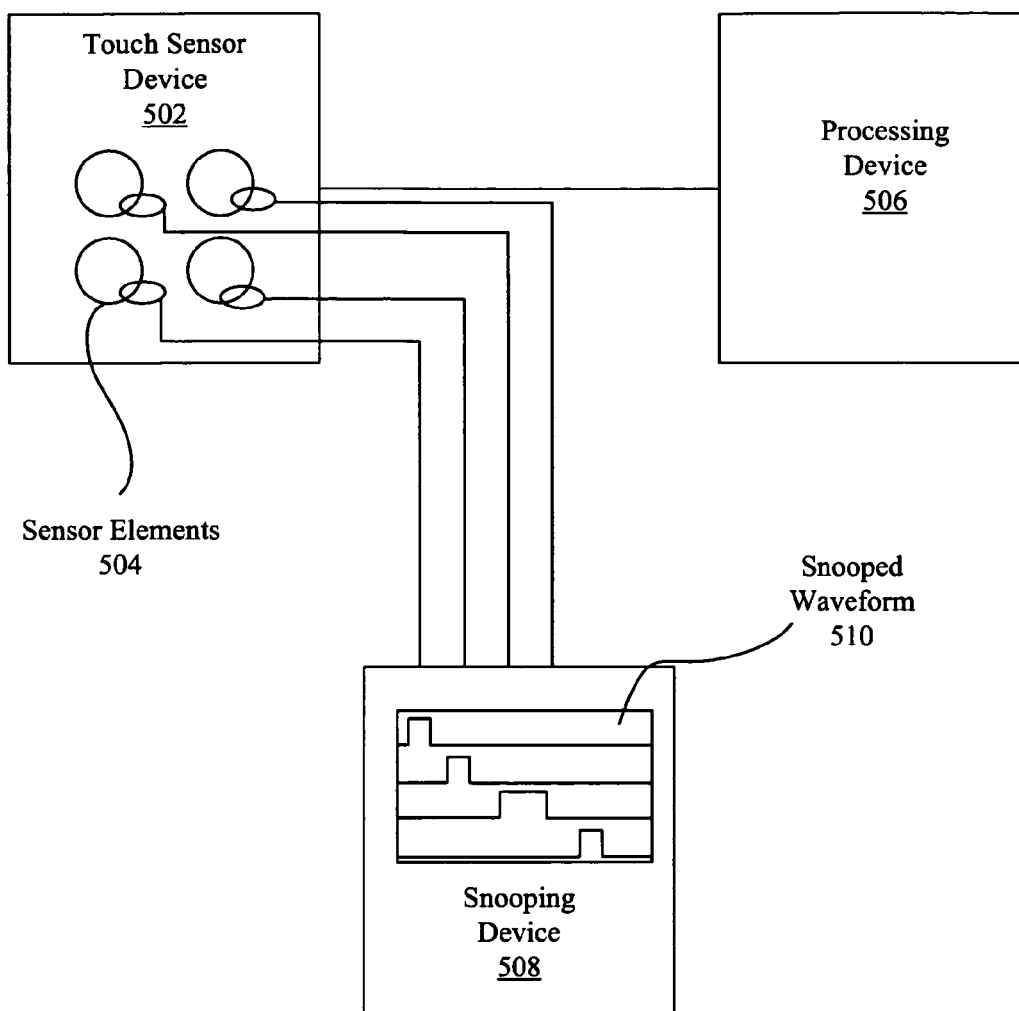 Touch Sensor
Device
502
Processing
Device
506
Sensor Elements
504
Snooped
Waveform
510
Snooping
Device
508